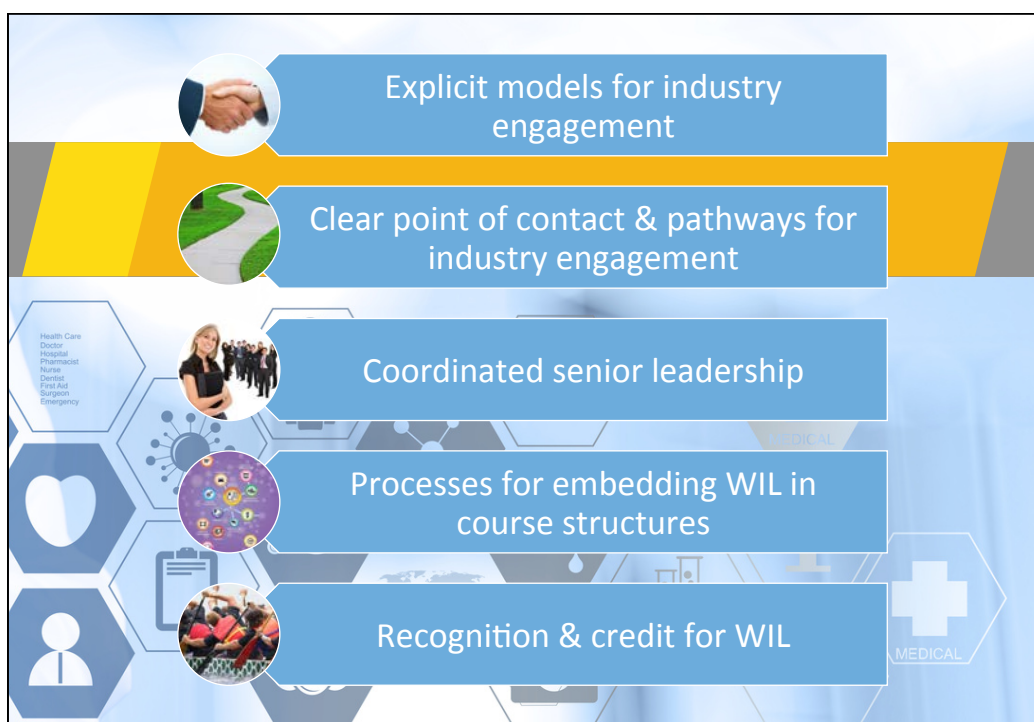 Explicit models for industry
engagement
Clear point of contact & pathways for
industry engagement
Health Care
Doctor
Hospital
Pharmacist
Nurse
Dentist
First Aid
Surgeon
Emergency
Coordinated senior leadership
MEDICAL
Processes for embedding WIL in
course structures
Recognition & credit for WIL
MEDICAL